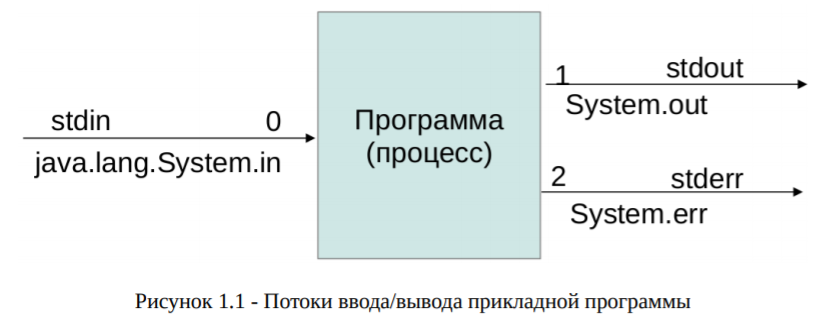 stdin 0
java.lang.System.in
Программа
(процесс)
1 stdout
System.out
2 stderr
System.err
Рисунок 1.1 - Потоки ввода/вывода прикладной программы